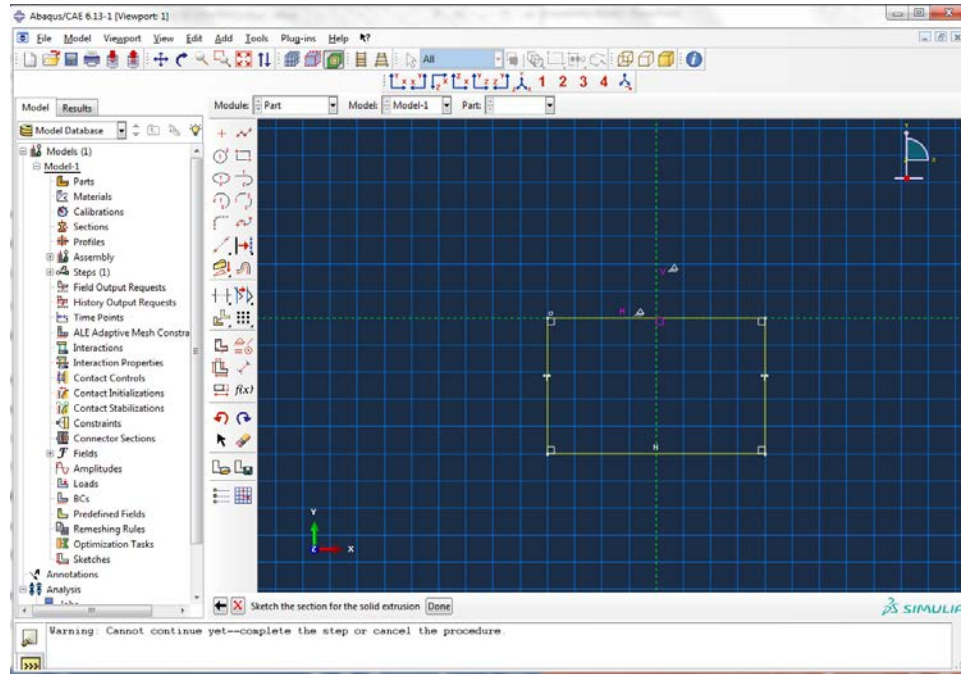 Abaqus/CAE 6.13-1 [Viewport: 1]
File Model Viewport View Edit Add Tools Plug-ins Help
All
1 2 3 4
Model Results
Module: Part Model: Model-1 Part:
Model Database
Models (1)
Model-1
Parts
Materials
Calibrations
Sections
Profiles
Assembly
Steps (1)
Field Output Requests
History Output Requests
Time Points
ALE Adaptive Mesh Constra
Interactions
Interaction Properties
Contact Controls
Contact Initializations
Contact Stabilizations
Constraints
Connector Sections
Fields
Amplitudes
Loads
BCs
Predefined Fields
Remeshing Rules
Optimization Tasks
Sketches
Annotations
Analysis
f(x)
V
H
H
Y
X
Z
Sketch the section for the solid extrusion Done
SIMULIA
Warning: Cannot continue yet--complete the step or cancel the procedure.
>>>